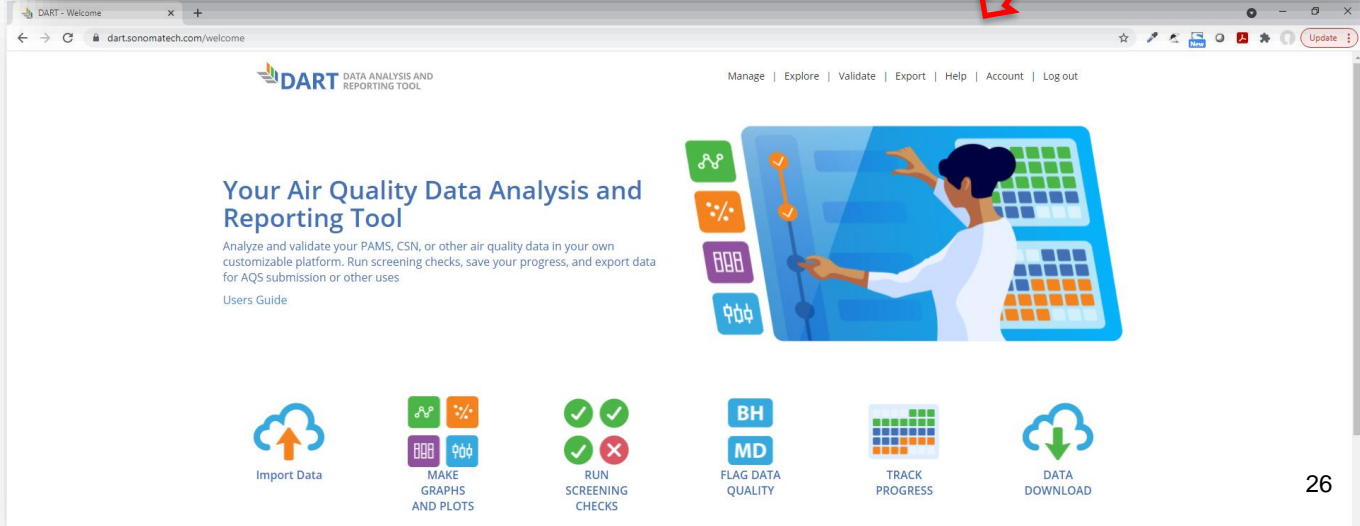 DART - Welcome
dart.sonomatech.com/welcome
New
Update
DART DATA ANALYSIS AND
REPORTING TOOL
Manage | Explore | Validate | Export | Help | Account | Log out
Your Air Quality Data Analysis and
Reporting Tool
Analyze and validate your PAMS, CSN, or other air quality data in your own
customizable platform. Run screening checks, save your progress, and export data
for AQS submission or other uses
Users Guide
BH
MD
Import Data
MAKE
GRAPHS
AND PLOTS
RUN
SCREENING
CHECKS
FLAG DATA
QUALITY
TRACK
PROGRESS
DATA
DOWNLOAD
26